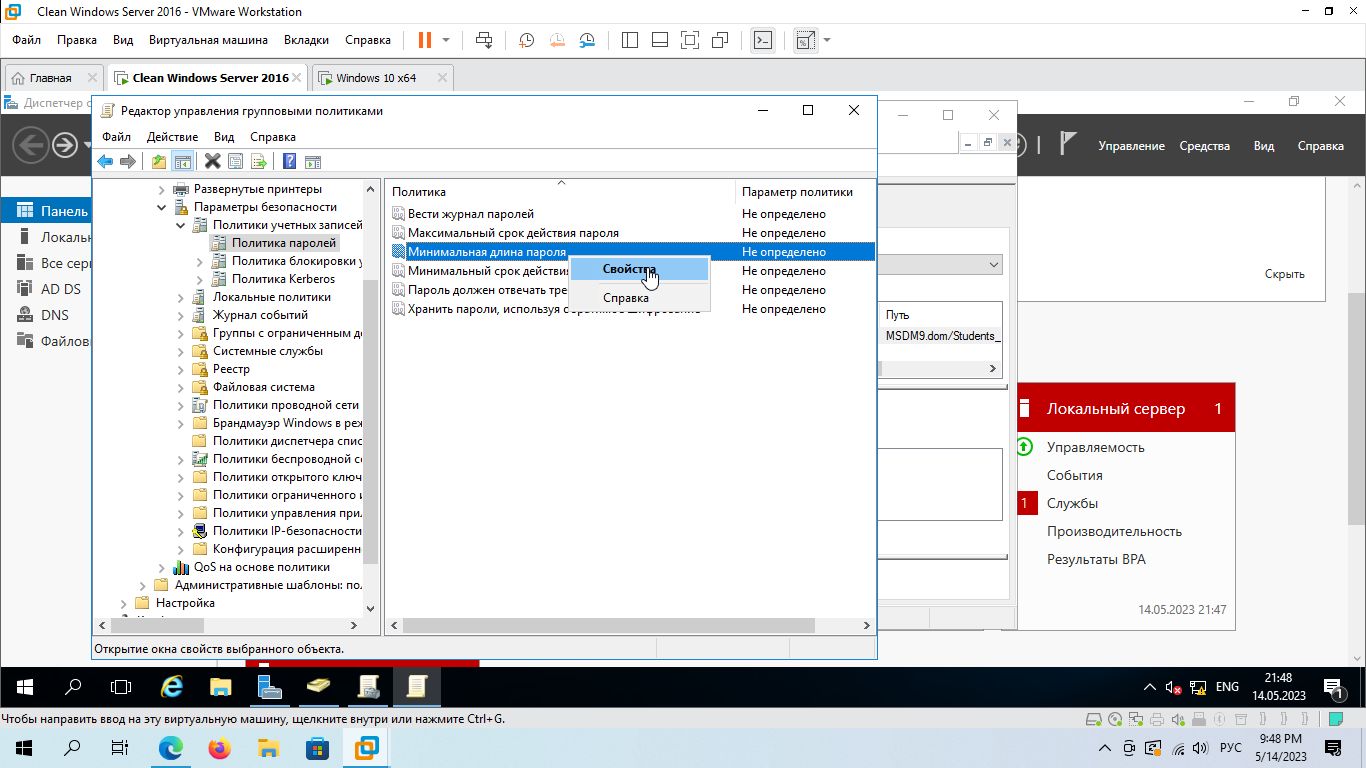 Clean Windows Server 2016 - VMware Workstation
Файл Правка Вид Виртуальная машина Вкладки Справка
Главная Clean Windows Server 2016 Windows 10 x64
Диспетчер с
Редактор управления групповыми политиками
Файл Действие Вид Справка
Управление Средства Вид Справка
Панель
Локальн
Все сер
AD DS
DNS
Файлов
Развернутые принтеры
Параметры безопасности
Политики учетных записей
Политика паролей
Политика блокировки у
Политика Kerberos
Локальные политики
Журнал событий
Группы с ограниченным до
Системные службы
Реестр
Файловая система
Политики проводной сети
Брандмауэр Windows в реж
Политики диспетчера спис
Политики беспроводной се
Политики открытого ключ
Политики ограниченного и
Политики управления при
Политики IP-безопасности
Конфигурация расширенн
QoS на основе политики
Административные шаблоны: пол
Настройка
Политика Параметр политики
Вести журнал паролей Не определено
Максимальный срок действия пароля Не определено
Минимальная длина пароля Не определено
Минимальный срок действия Не определено
Пароль должен отвечать тре Не определено
Хранить пароли, используя обратимое шифрование Не определено
Свойства
Справка
Скрыть
Путь
MSDM9.dom/Students_
Локальный сервер 1
Управляемость
События
1 Службы
Производительность
Результаты BPA
14.05.2023 21:47
Открытие окна свойств выбранного объекта.
ENG
21:48
14.05.2023
1
Чтобы направить ввод на эту виртуальную машину, щелкните внутри или нажмите Ctrl+G.
РУС
9:48 PM
5/14/2023